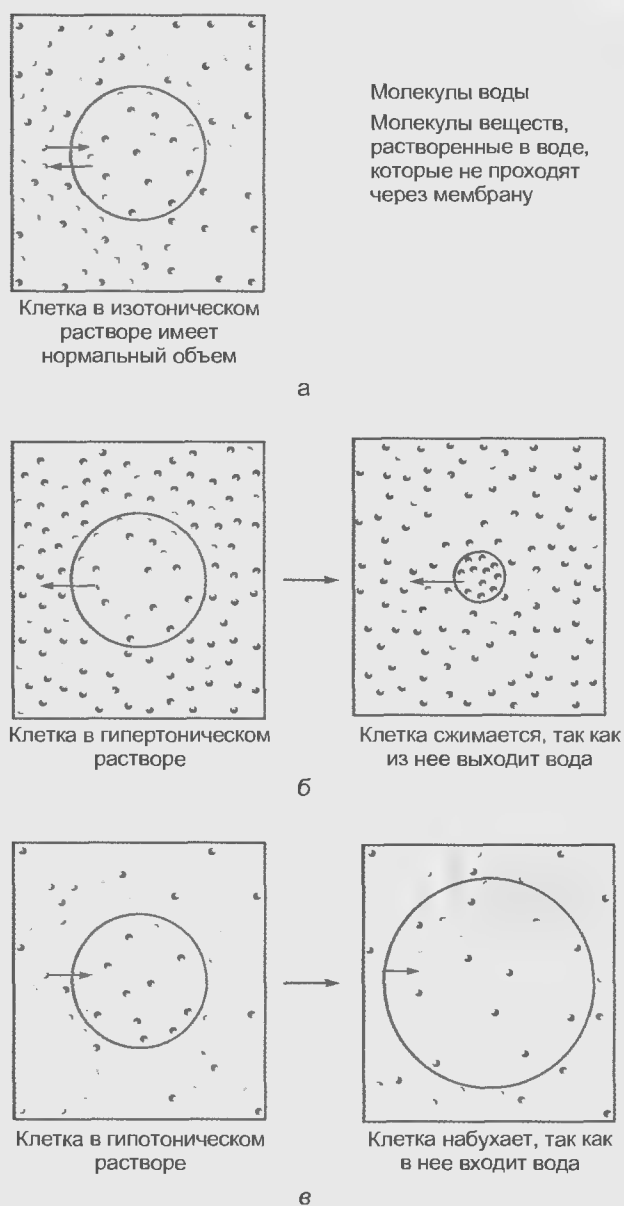 Молекулы воды
Молекулы веществ,
растворенные в воде,
которые не проходят
через мембрану
Клетка в изотоническом
растворе имеет
нормальный объем
а
Клетка в гипертоническом
растворе
Клетка сжимается, так как
из нее выходит вода
б
Клетка в гипотоническом
растворе
Клетка набухает, так как
в нее входит вода
в